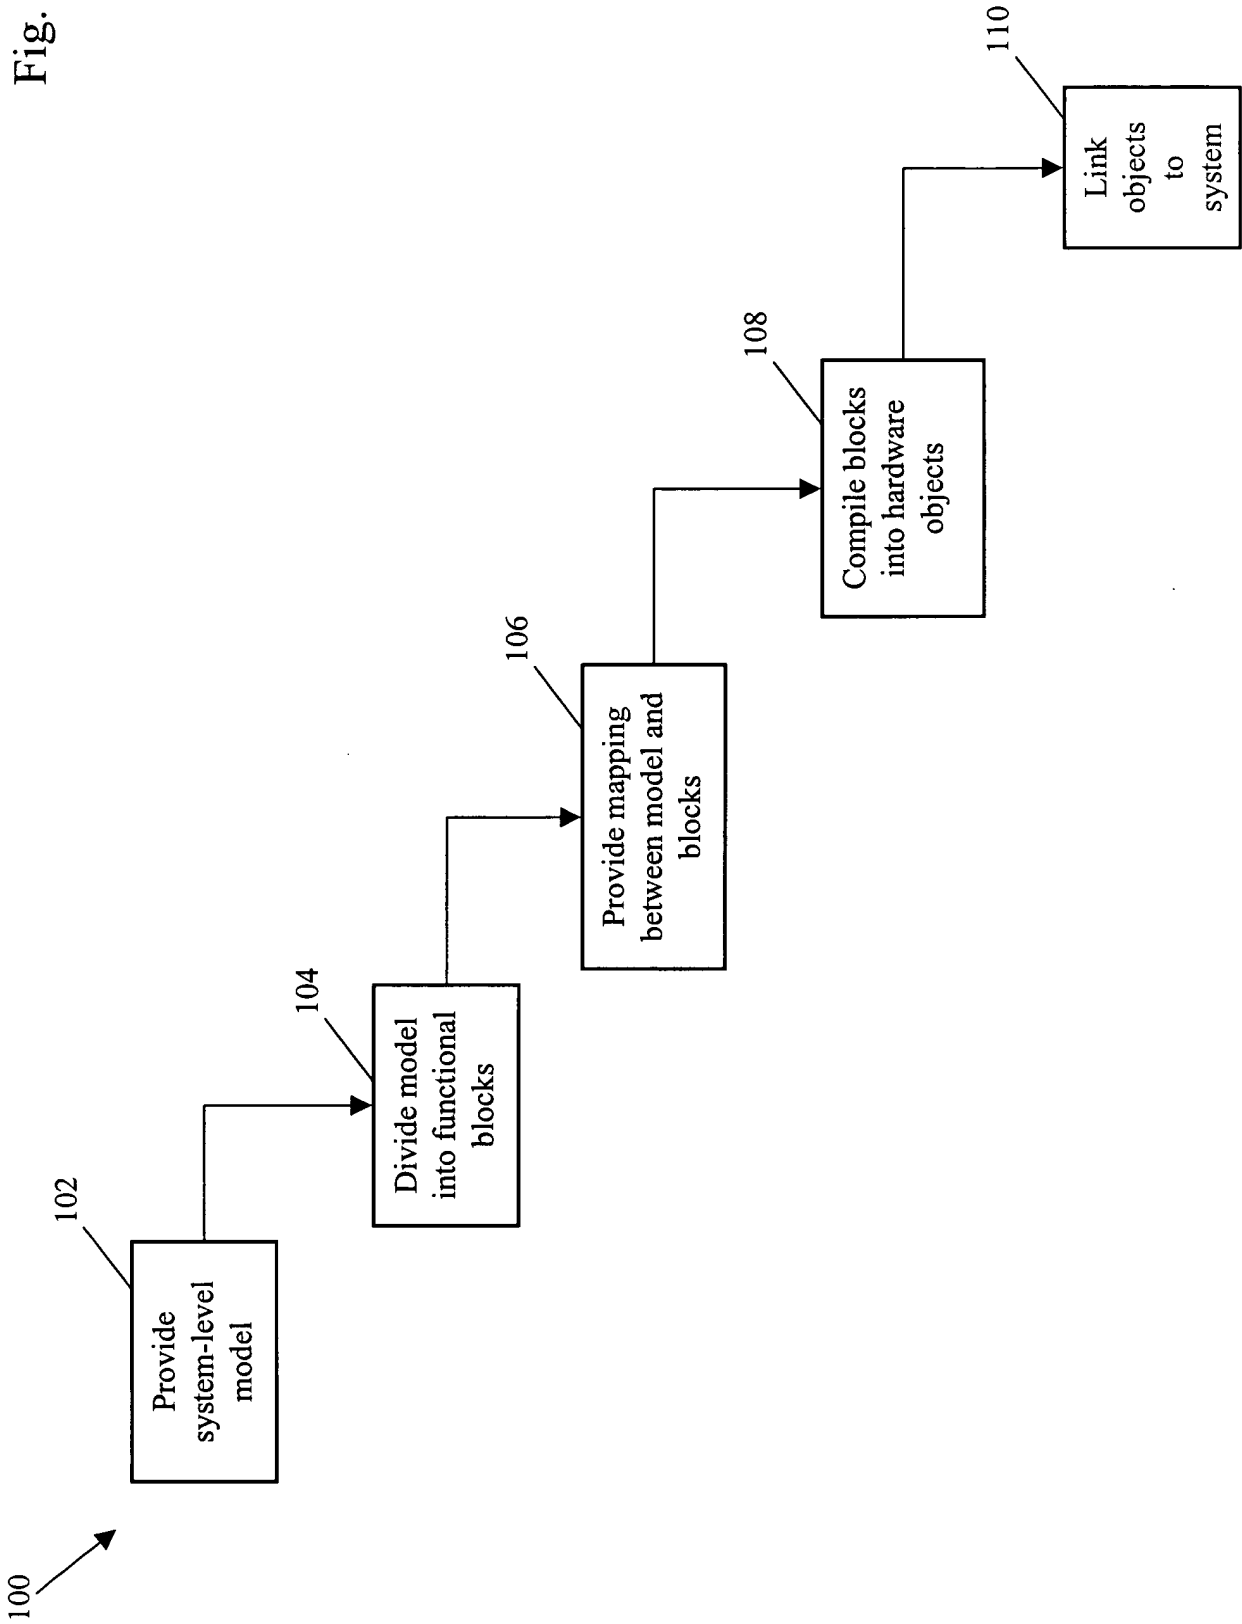 Fig.
100
102
Provide
system-level
model
104
Divide model
into functional
blocks
106
Provide mapping
between model and
blocks
108
Compile blocks
into hardware
objects
110
Link
objects
to
system